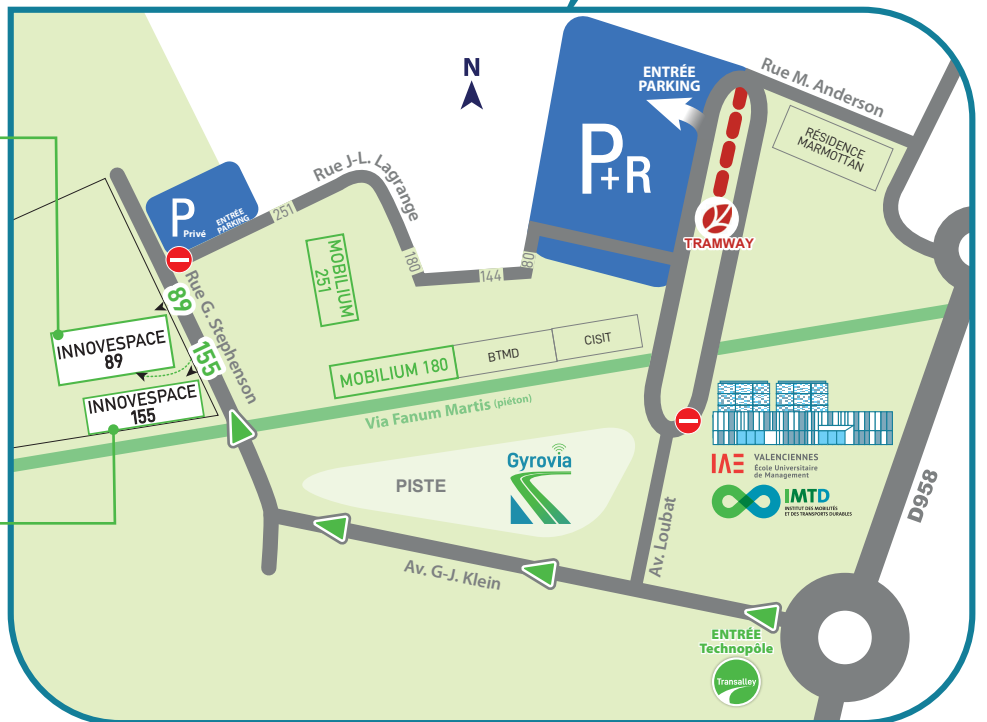 N
ENTRÉE
PARKING
P+R
Rue M. Anderson
RÉSIDENCE
MARMOTTAN
TRAMWAY
Rue J-L. Lagrange
P
Privé
ENTRÉE
PARKING
251
180
144
80
MOBILIUM
251
Rue G. Stephenson
89
155
INNOVESPACE
89
INNOVESPACE
155
MOBILIUM 180
BTMD
CISIT
Via Fanum Martis (piéton)
PISTE
Gyrovia
IAE
VALENCIENNES
École Universitaire
de Management
IMTD
INSTITUT DES MOBILITÉS
ET DES TRANSPORTS DURABLES
D958
Av. Loubat
Av. G-J. Klein
ENTRÉE
Technopôle
Transalley